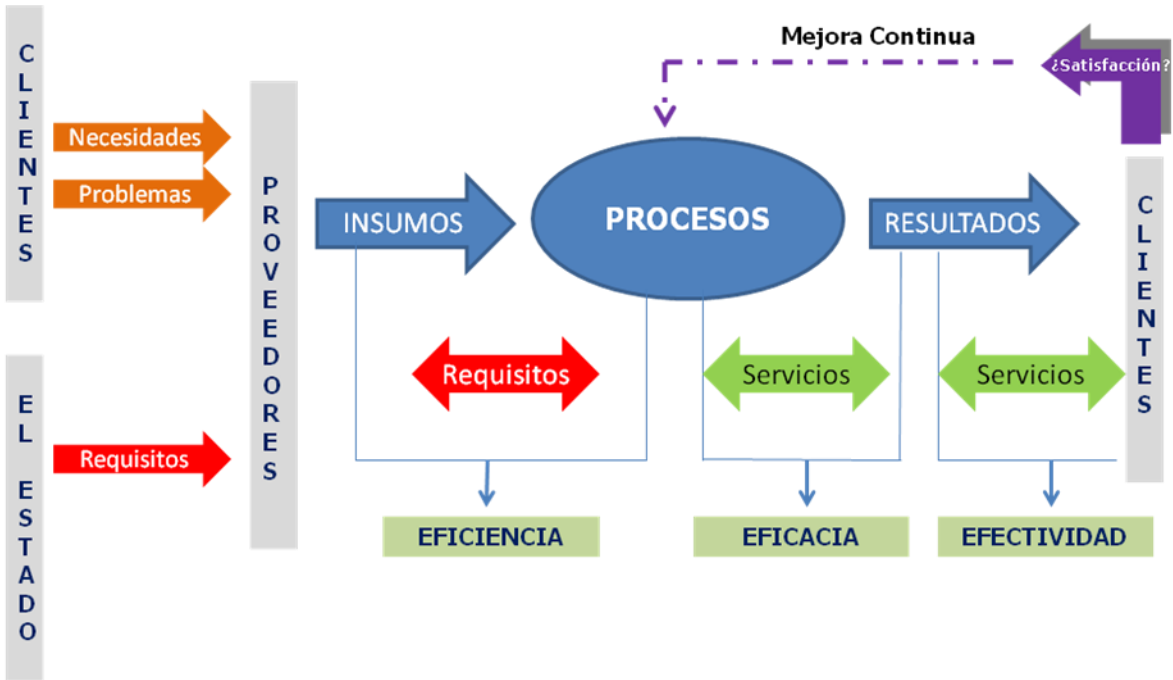 Mejora Continua
¿Satisfacción?
CLIENTES
Necesidades
Problemas
PROVEEDORES
INSUMOS
PROCESOS
RESULTADOS
CLIENTES
Requisitos
Servicios
Servicios
EL ESTADO
Requisitos
EFICIENCIA
EFICACIA
EFECTIVIDAD